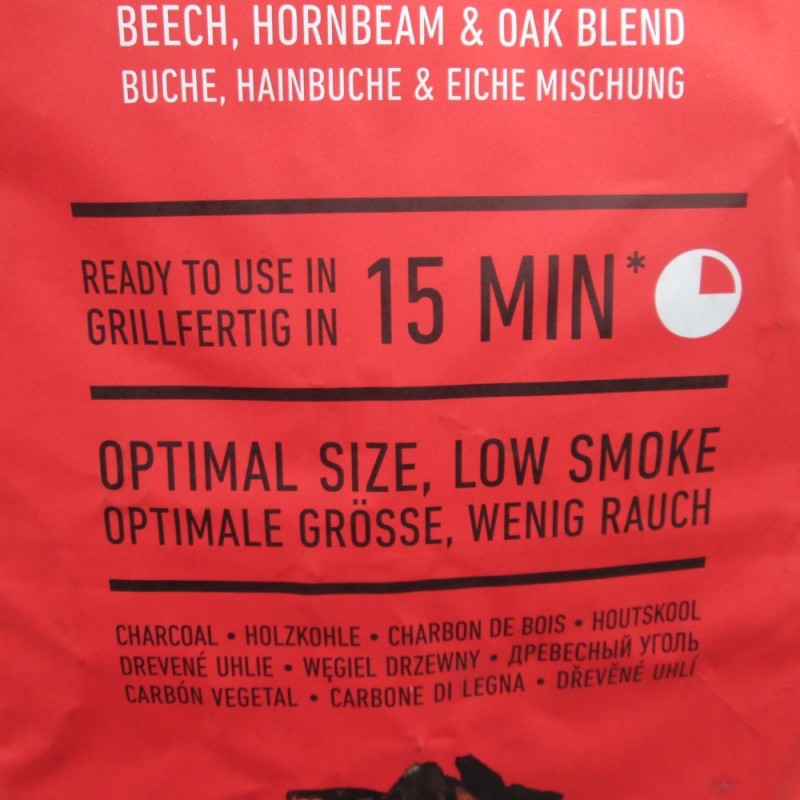 BEECH, HORNBEAM & OAK BLEND
BUCHE, HAINBUCHE & EICHE MISCHUNG
READY TO USE IN
GRILLFERTIG IN
15 MIN*
OPTIMAL SIZE, LOW SMOKE
OPTIMALE GRÖSSE, WENIG RAUCH
CHARCOAL • HOLZKOHLE • CHARBON DE BOIS • HOUTSKOOL
DREVENÉ UHLIE • WĘGIEL DRZEWNY • ДРЕВЕСНЫЙ УГОЛЬ
CARBÓN VEGETAL • CARBONE DI LEGNA • DŘEVĚNÉ UHLÍ